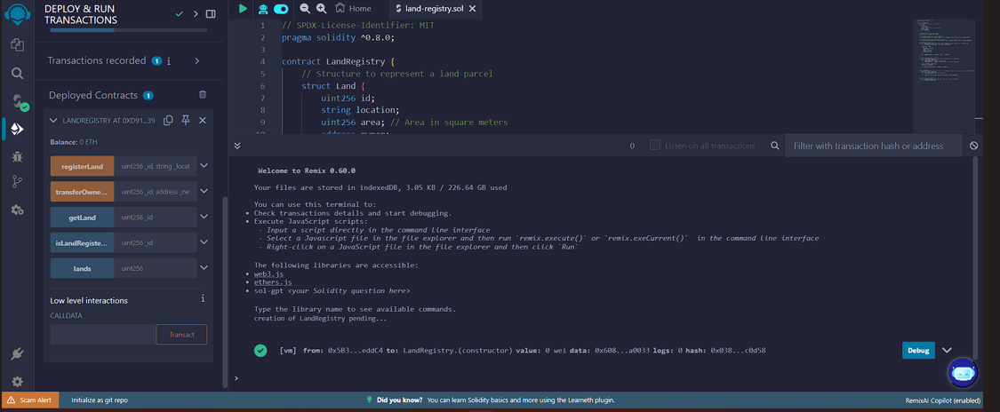 DEPLOY & RUN
TRANSACTIONS
Transactions recorded 1 i
Deployed Contracts 1
LANDREGISTRY AT 0XD91...39
Balance: 0 ETH
registerLand uint256 _id, string _locat
transferOwne... uint256 _id, address _ne
getLand uint256 _id
isLandRegiste... uint256 _id
lands uint256
Low level interactions i
CALLDATA
Transact
Home
land-registry.sol
1 // SPDX-License-Identifier: MIT
2 pragma solidity ^0.8.0;
3
4 contract LandRegistry {
5 // Structure to represent a land parcel
6 struct Land {
7 uint256 id;
8 string location;
9 uint256 area; // Area in square meters
10 address owner;
0 Listen on all transactions Filter with transaction hash or address
Welcome to Remix 0.60.0
Your files are stored in indexedDB, 3.05 KB / 226.64 GB used
You can use this terminal to:
• Check transactions details and start debugging.
• Execute JavaScript scripts:
- Input a script directly in the command line interface
- Select a Javascript file in the file explorer and then run `remix.execute()` or `remix.exeCurrent()` in the command line interface
- Right-click on a JavaScript file in the file explorer and then click `Run`
The following libraries are accessible:
• web3.js
• ethers.js
• sol-gpt <your Solidity question here>
Type the library name to see available commands.
creation of LandRegistry pending...
[vm] from: 0x5B3...eddC4 to: LandRegistry.(constructor) value: 0 wei data: 0x608...a0033 logs: 0 hash: 0x038...c0d58
Debug
>
Scam Alert Initialize as git repo Did you know? You can learn Solidity basics and more using the Learneth plugin. RemixAI Copilot (enabled)